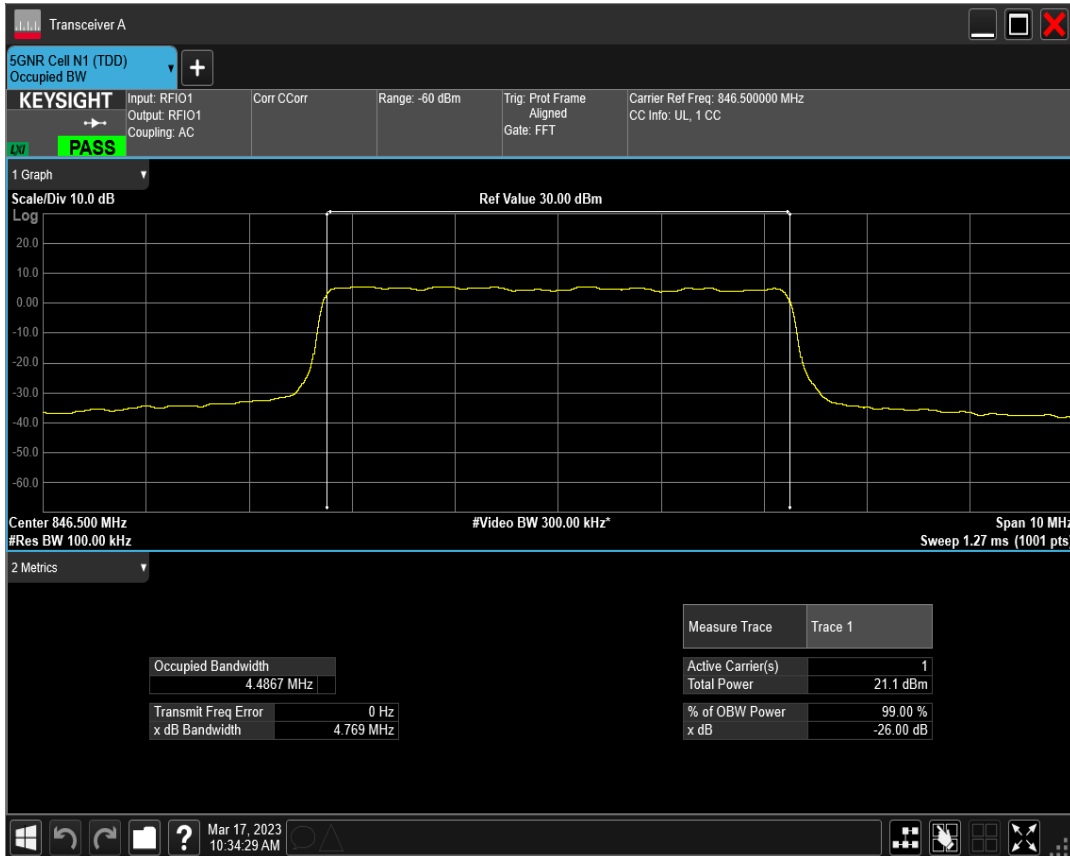 Transceiver A
5GNR Cell N1 (TDD)
Occupied BW
+
KEYSIGHT
LXI
PASS
Input: RFIO1
Output: RFIO1
Coupling: AC
Corr CCorr
Range: -60 dBm
Trig: Prot Frame
Aligned
Gate: FFT
Carrier Ref Freq: 846.500000 MHz
CC Info: UL, 1 CC
1 Graph
Scale/Div 10.0 dB
Ref Value 30.00 dBm
Log
20.0
10.0
0.00
-10.0
-20.0
-30.0
-40.0
-50.0
-60.0
Center 846.500 MHz
#Video BW 300.00 kHz*
Span 10 MHz
#Res BW 100.00 kHz
Sweep 1.27 ms (1001 pts)
2 Metrics
Measure Trace Trace 1
Occupied Bandwidth
4.4867 MHz
Active Carrier(s) 1
Total Power 21.1 dBm
Transmit Freq Error 0 Hz
x dB Bandwidth 4.769 MHz
% of OBW Power 99.00 %
x dB -26.00 dB
?
Mar 17, 2023
10:34:29 AM